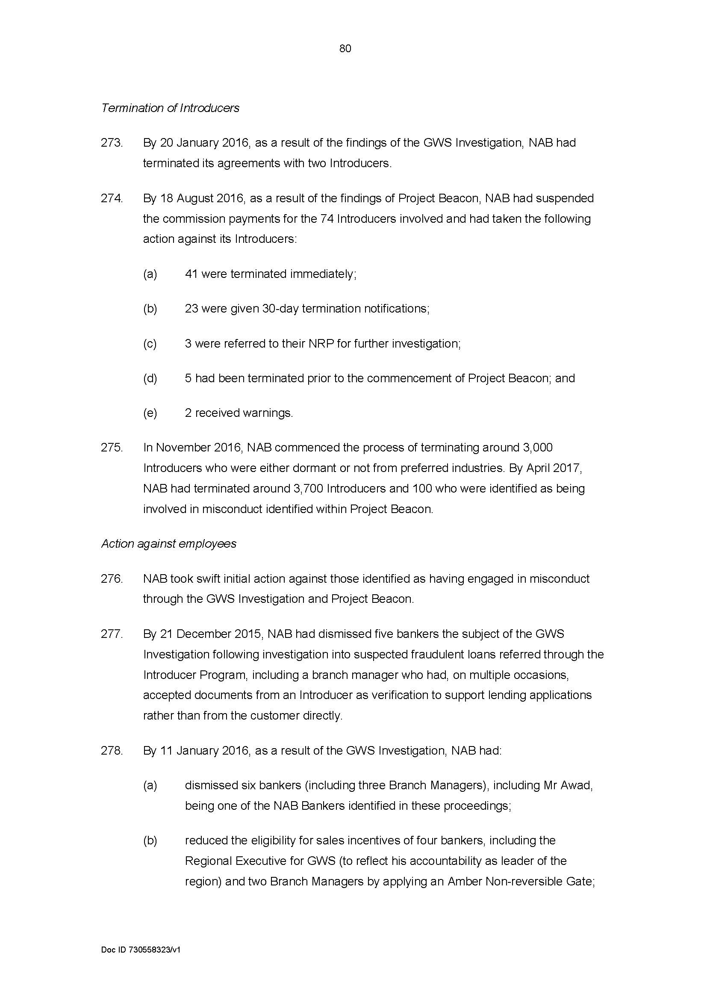 80
Termination of Introducers
273. By 20 January 2016, as a result of the findings of the GWS Investigation, NAB had
terminated its agreements with two Introducers.
274. By 18 August 2016, as a result of the findings of Project Beacon, NAB had suspended
the commission payments for the 74 Introducers involved and had taken the following
action against its Introducers:
(a) 41 were terminated immediately;
(b) 23 were given 30-day termination notifications;
(c) 3 were referred to their NRP for further investigation;
(d) 5 had been terminated prior to the commencement of Project Beacon; and
(e) 2 received warnings.
275. In November 2016, NAB commenced the process of terminating around 3,000
Introducers who were either dormant or not from preferred industries. By April 2017,
NAB had terminated around 3,700 Introducers and 100 who were identified as being
involved in misconduct identified within Project Beacon.
Action against employees
276. NAB took swift initial action against those identified as having engaged in misconduct
through the GWS Investigation and Project Beacon.
277. By 21 December 2015, NAB had dismissed five bankers the subject of the GWS
Investigation following investigation into suspected fraudulent loans referred through the
Introducer Program, including a branch manager who had, on multiple occasions,
accepted documents from an Introducer as verification to support lending applications
rather than from the customer directly.
278. By 11 January 2016, as a result of the GWS Investigation, NAB had:
(a) dismissed six bankers (including three Branch Managers), including Mr Awad,
being one of the NAB Bankers identified in these proceedings;
(b) reduced the eligibility for sales incentives of four bankers, including the
Regional Executive for GWS (to reflect his accountability as leader of the
region) and two Branch Managers by applying an Amber Non-reversible Gate;
Doc ID 730558323/v1